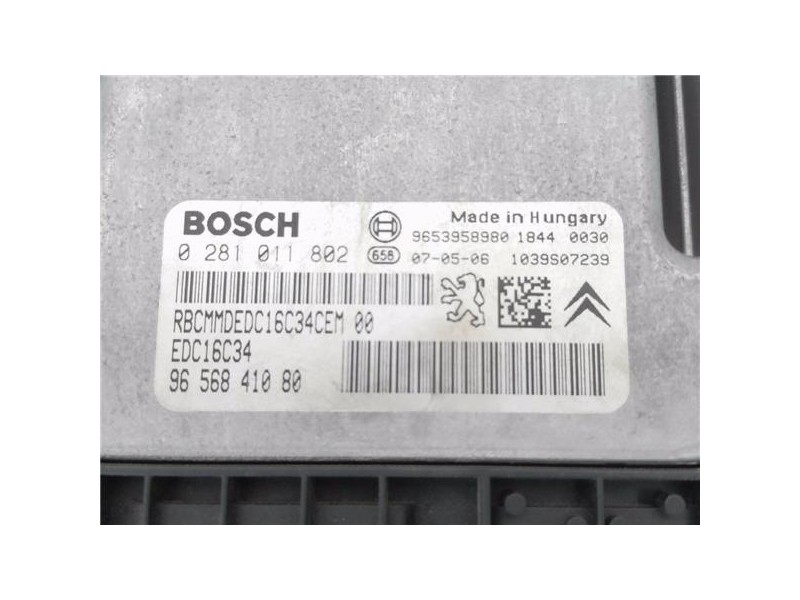 BOSCH
Made in Hungary
0 281 011 802
9653958980 1844 0030
658 07-05-06 1039S07239
RBCMMDEDC16C34CEM 00
EDC16C34
96 568 410 80